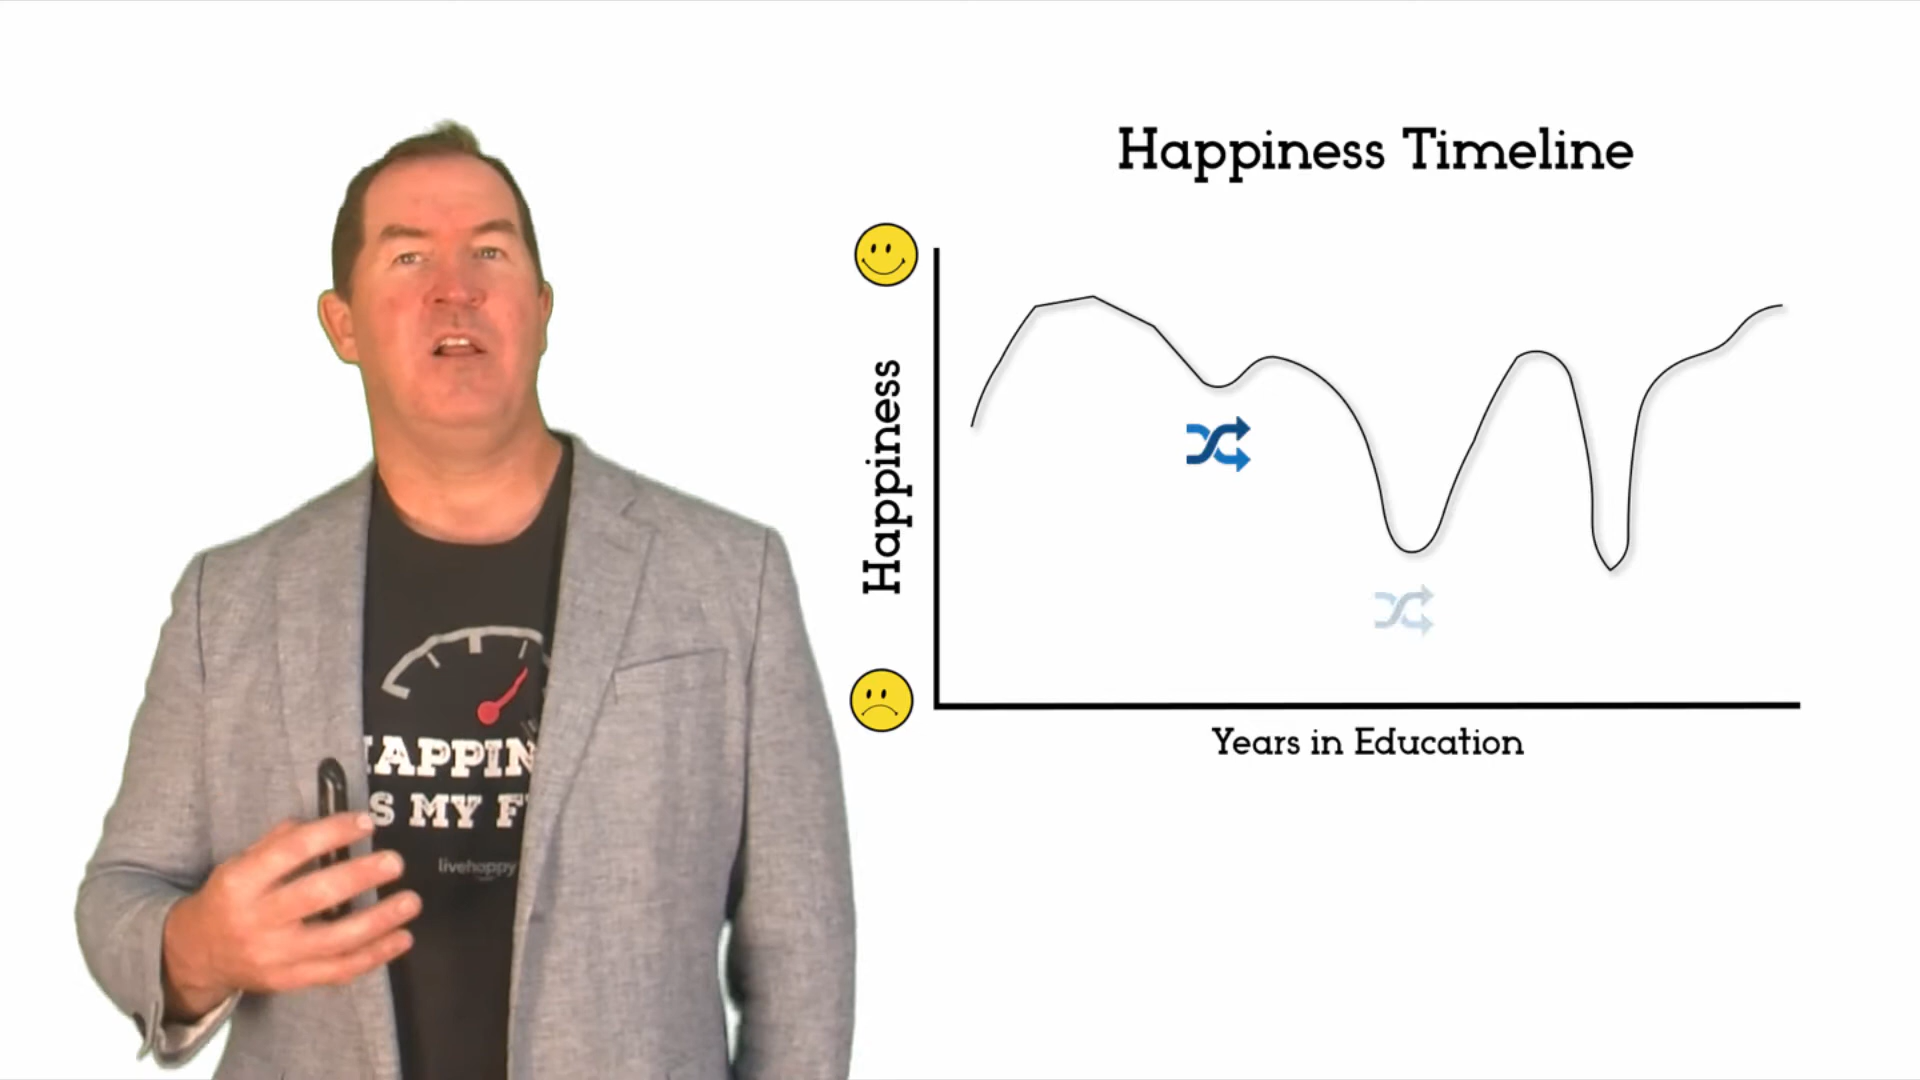 Happiness Timeline
Happiness
Years in Education
APPIN
S MY F
livehappy